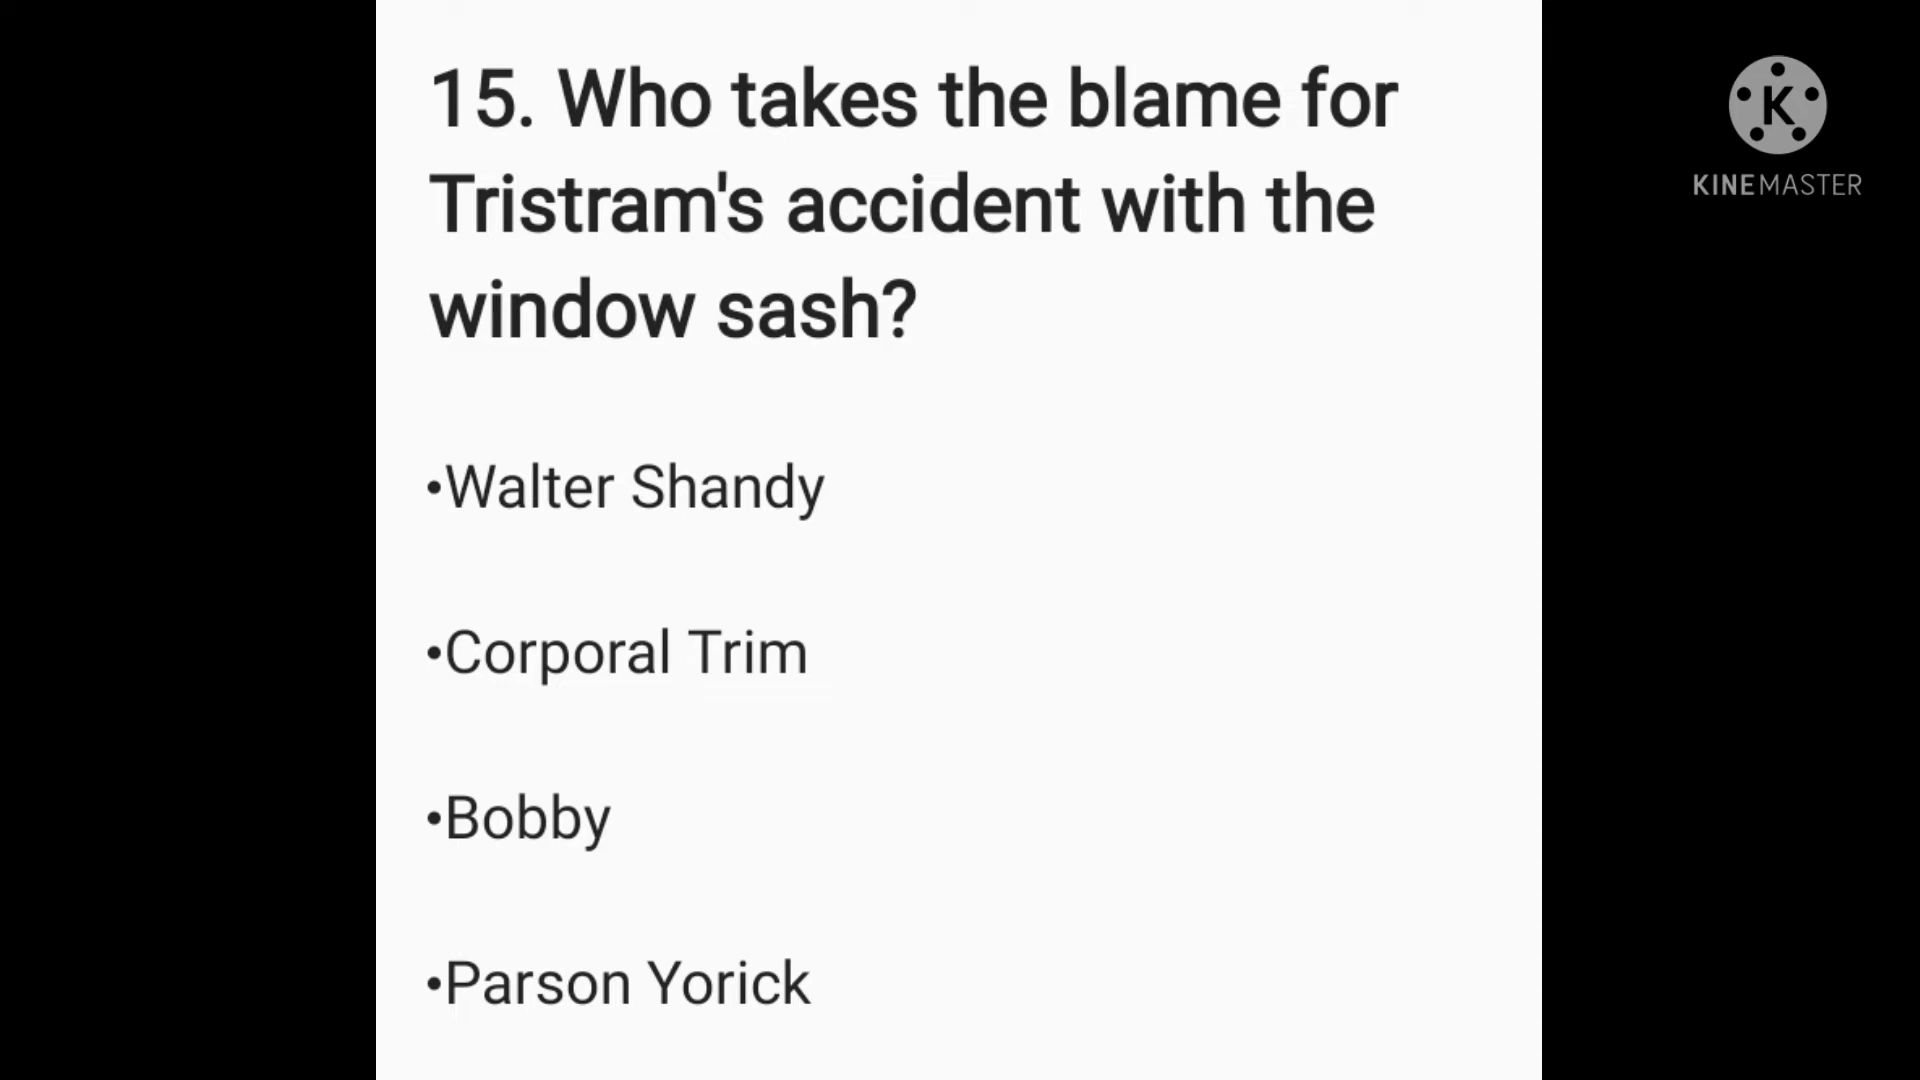 15. Who takes the blame for
Tristram's accident with the
window sash?
•Walter Shandy
•Corporal Trim
•Bobby
•Parson Yorick
K
KINEMASTER